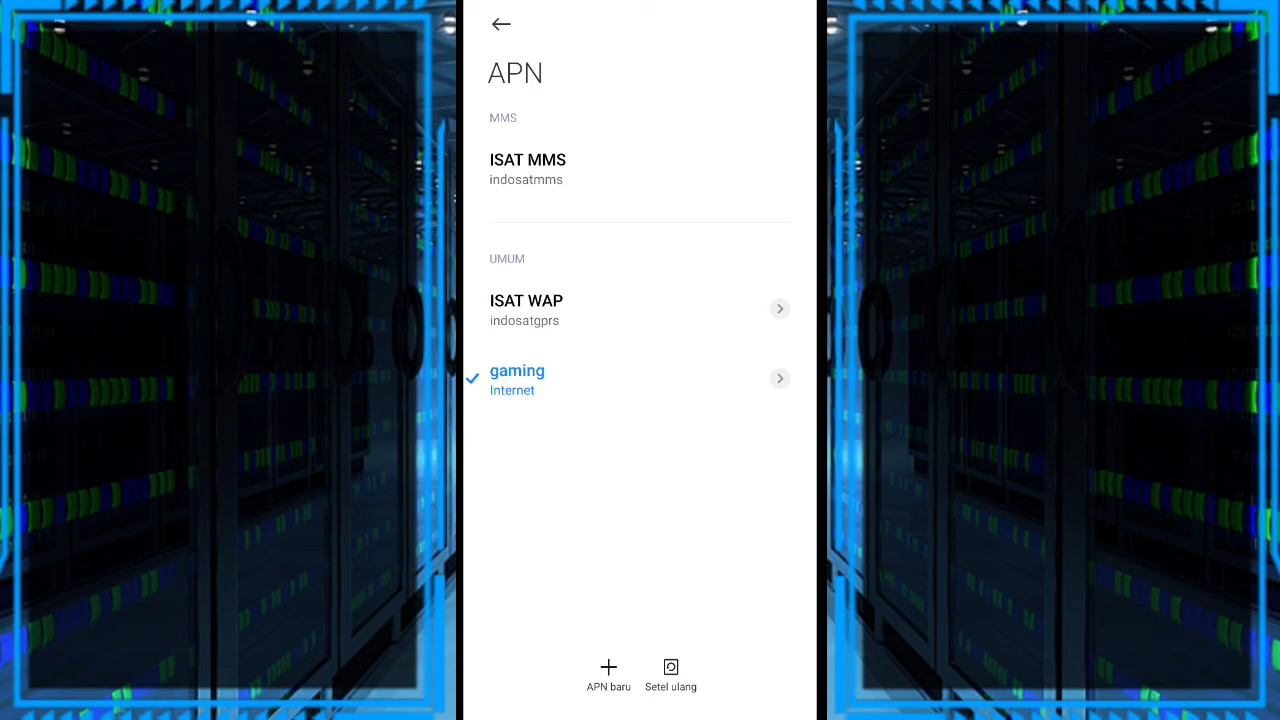 APN
MMS
ISAT MMS
indosatmms
UMUM
ISAT WAP
indosatgprs
gaming
Internet
APN baru
Setel ulang